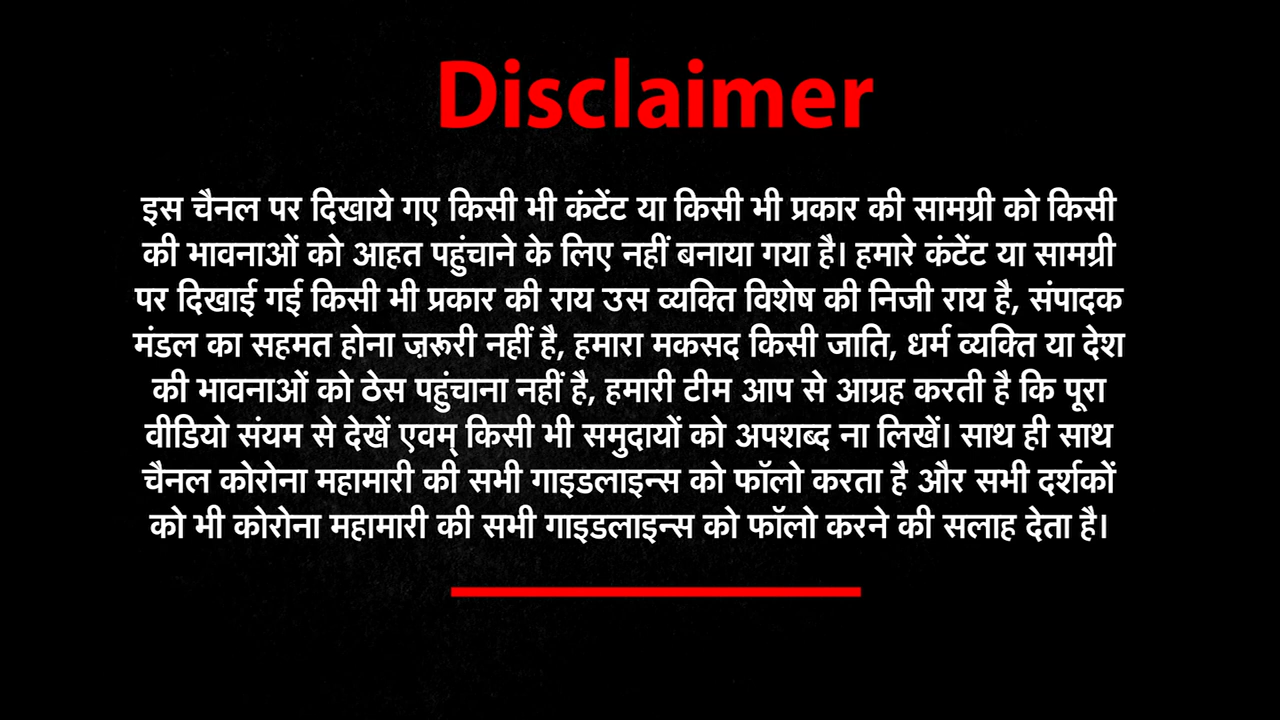 Disclaimer
इस चैनल पर दिखाये गए किसी भी कंटेंट या किसी भी प्रकार की सामग्री को किसी
की भावनाओं को आहत पहुंचाने के लिए नहीं बनाया गया है। हमारे कंटेंट या सामग्री
पर दिखाई गई किसी भी प्रकार की राय उस व्यक्ति विशेष की निजी राय है, संपादक
मंडल का सहमत होना ज़रूरी नहीं है, हमारा मकसद किसी जाति, धर्म व्यक्ति या देश
की भावनाओं को ठेस पहुंचाना नहीं है, हमारी टीम आप से आग्रह करती है कि पूरा
वीडियो संयम से देखें एवम् किसी भी समुदायों को अपशब्द ना लिखें। साथ ही साथ
चैनल कोरोना महामारी की सभी गाइडलाइन्स को फॉलो करता है और सभी दर्शकों
को भी कोरोना महामारी की सभी गाइडलाइन्स को फॉलो करने की सलाह देता है।